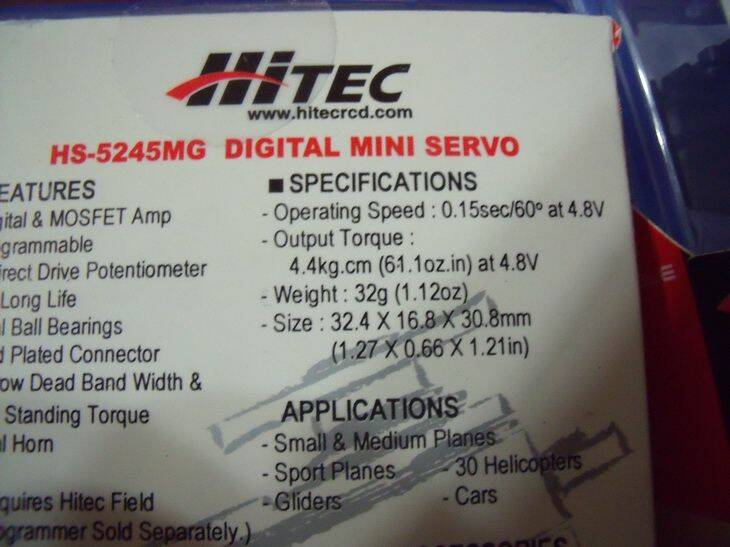 HiTEC
www.hitecrcd.com
HS-5245MG DIGITAL MINI SERVO
EATURES
gital & MOSFET Amp
ogrammable
irect Drive Potentiometer
Long Life
al Ball Bearings
d Plated Connector
ow Dead Band Width &
Standing Torque
al Horn
quires Hitec Field
ogrammer Sold Separately.)
■ SPECIFICATIONS
- Operating Speed : 0.15sec/60º at 4.8V
- Output Torque :
4.4kg.cm (61.1oz.in) at 4.8V
- Weight : 32g (1.12oz)
- Size : 32.4 X 16.8 X 30.8mm
(1.27 X 0.66 X 1.21in)
APPLICATIONS
- Small & Medium Planes
- Sport Planes - 30 Helicopters
- Gliders - Cars